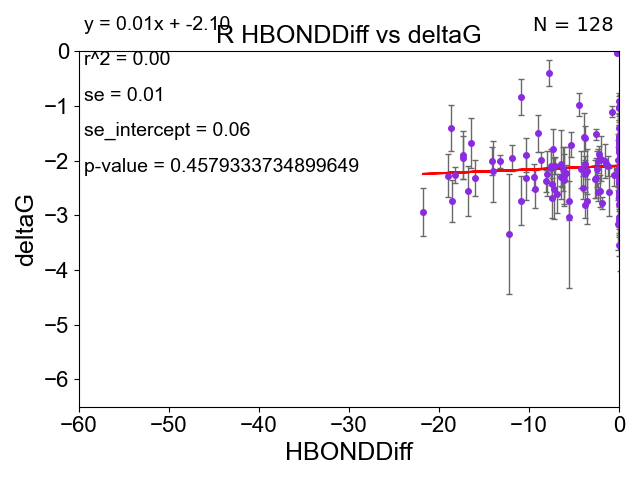 y = 0.01x + -2.10
R HBONDDiff vs deltaG
N = 128
r^2 = 0.00
se = 0.01
se_intercept = 0.06
p-value = 0.4579333734899649
0
−1
−2
−3
−4
−5
−6
deltaG
−60
−50
−40
−30
−20
−10
0
HBONDDiff